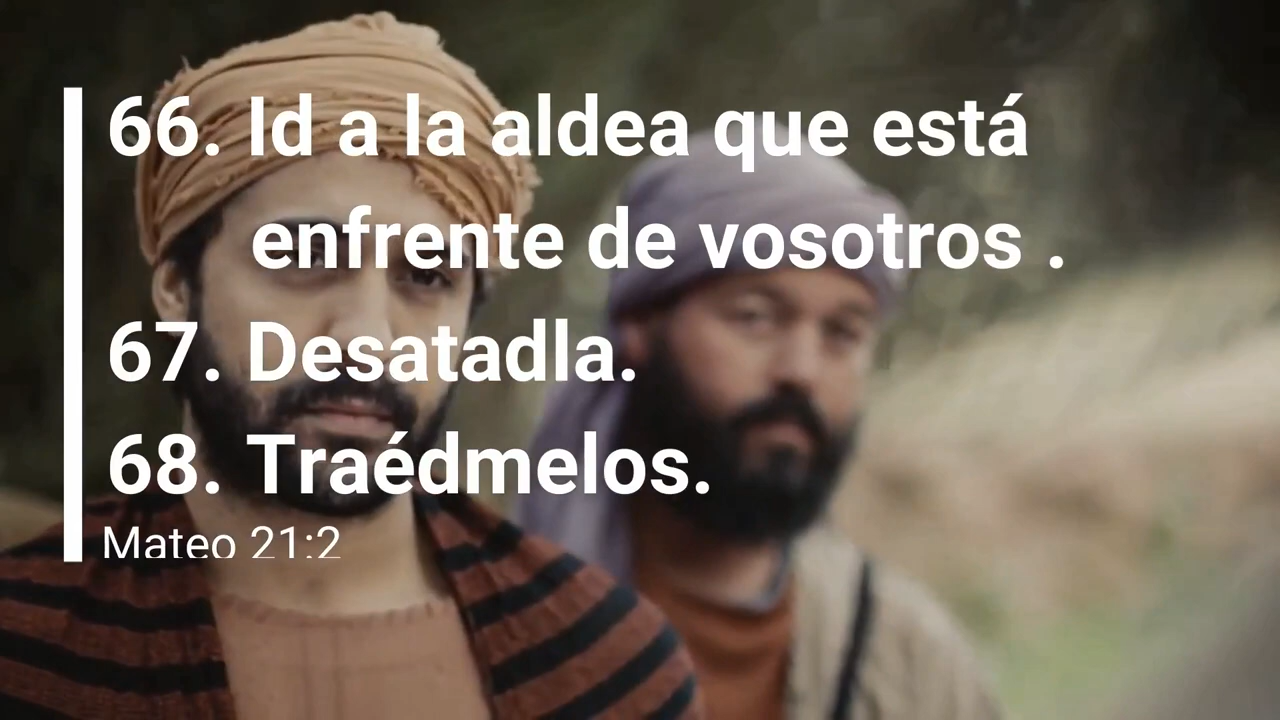 66. Id a la aldea que está
enfrente de vosotros .
67. Desatadla.
68. Traédmelos.
Mateo 21:2